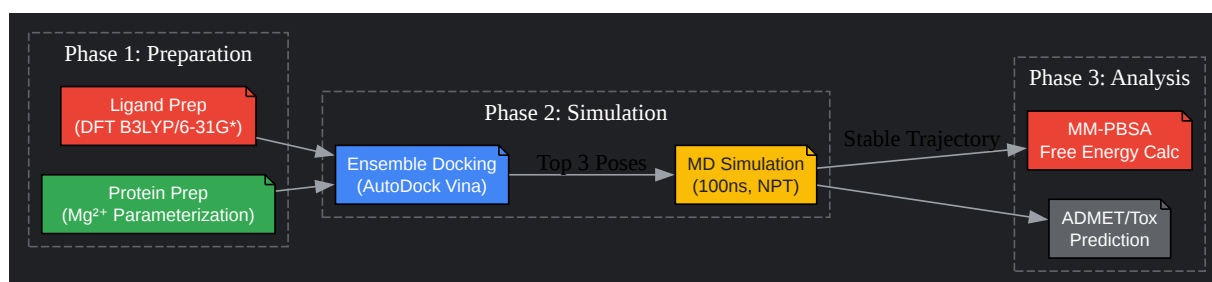 Phase 1: Preparation
Ligand Prep
(DFT B3LYP/6-31G*)
Protein Prep
(Mg²⁺ Parameterization)
Phase 2: Simulation
Ensemble Docking
(AutoDock Vina)
Top 3 Poses
MD Simulation
(100ns, NPT)
Stable Trajectory
Phase 3: Analysis
MM-PBSA
Free Energy Calc
ADMET/Tox
Prediction